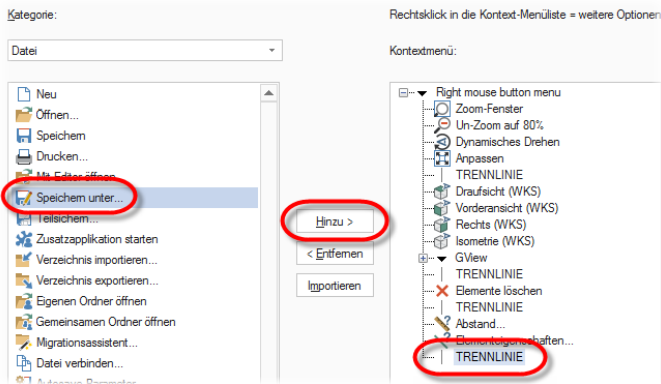 Kategorie:
Datei
Neu
Öffnen...
Speichern
Drucken...
Mit Editor öffnen
Speichern unter...
Teilsichern...
Zusatzapplikation starten
Verzeichnis importieren...
Verzeichnis exportieren...
Eigenen Ordner öffnen
Gemeinsamen Ordner öffnen
Migrationsassistent...
Datei verbinden...
Autosave-Parameter
Hinzu >
< Entfernen
Importieren
Rechtsklick in die Kontext-Menüliste = weitere Optionen
Kontextmenü:
Right mouse button menu
Zoom-Fenster
Un-Zoom auf 80%
Dynamisches Drehen
Anpassen
TRENNLINIE
Draufsicht (WKS)
Vorderansicht (WKS)
Rechts (WKS)
Isometrie (WKS)
GView
TRENNLINIE
Elemente löschen
TRENNLINIE
Abstand...
Elementeigenschaften...
TRENNLINIE